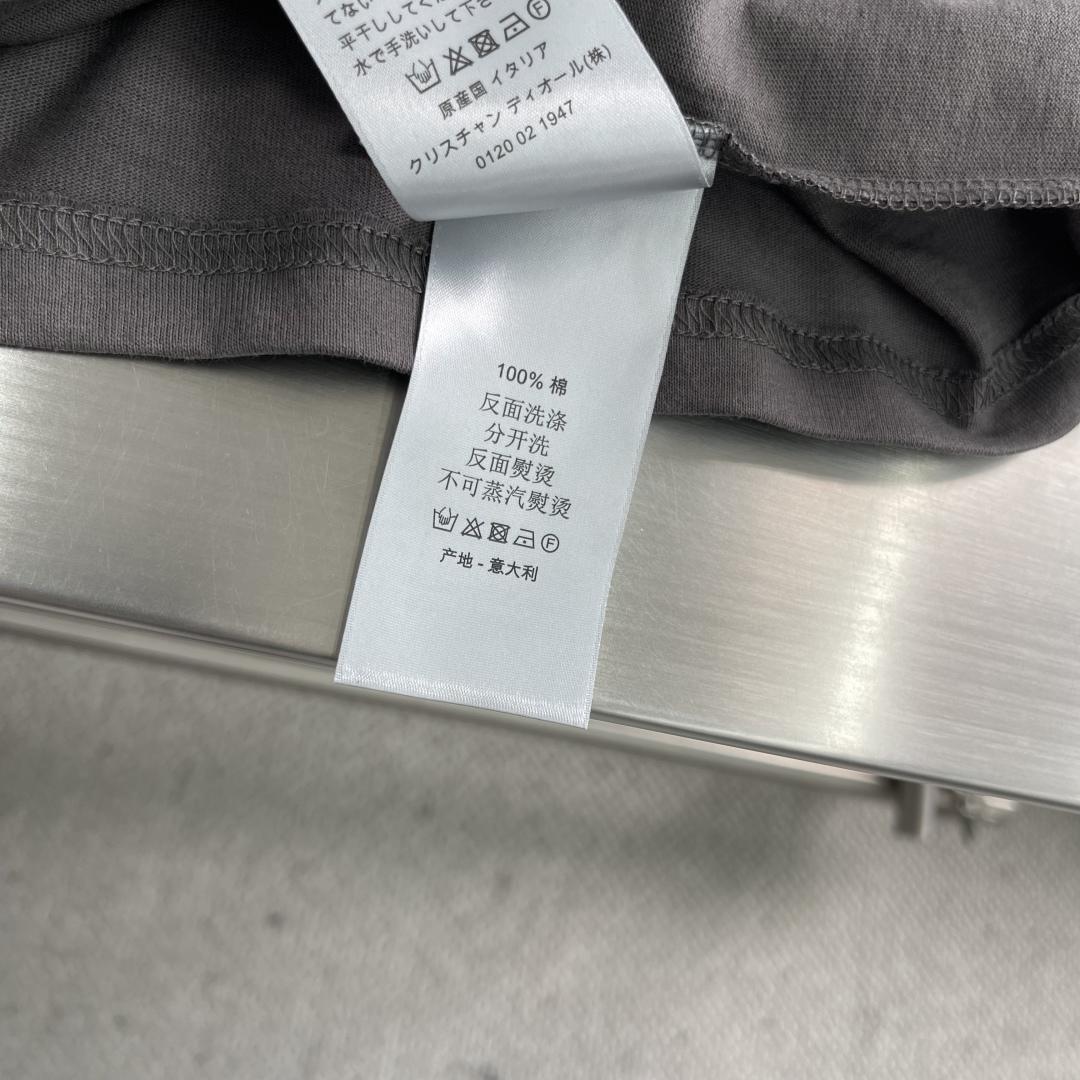 てない
平干ししてくだ
水で手洗いして下さ
原産国 イタリア
クリスチャン ディオール(株)
0120 02 1947
100% 棉
反面洗涤
分开洗
反面熨烫
不可蒸汽熨烫
F
产地 - 意大利